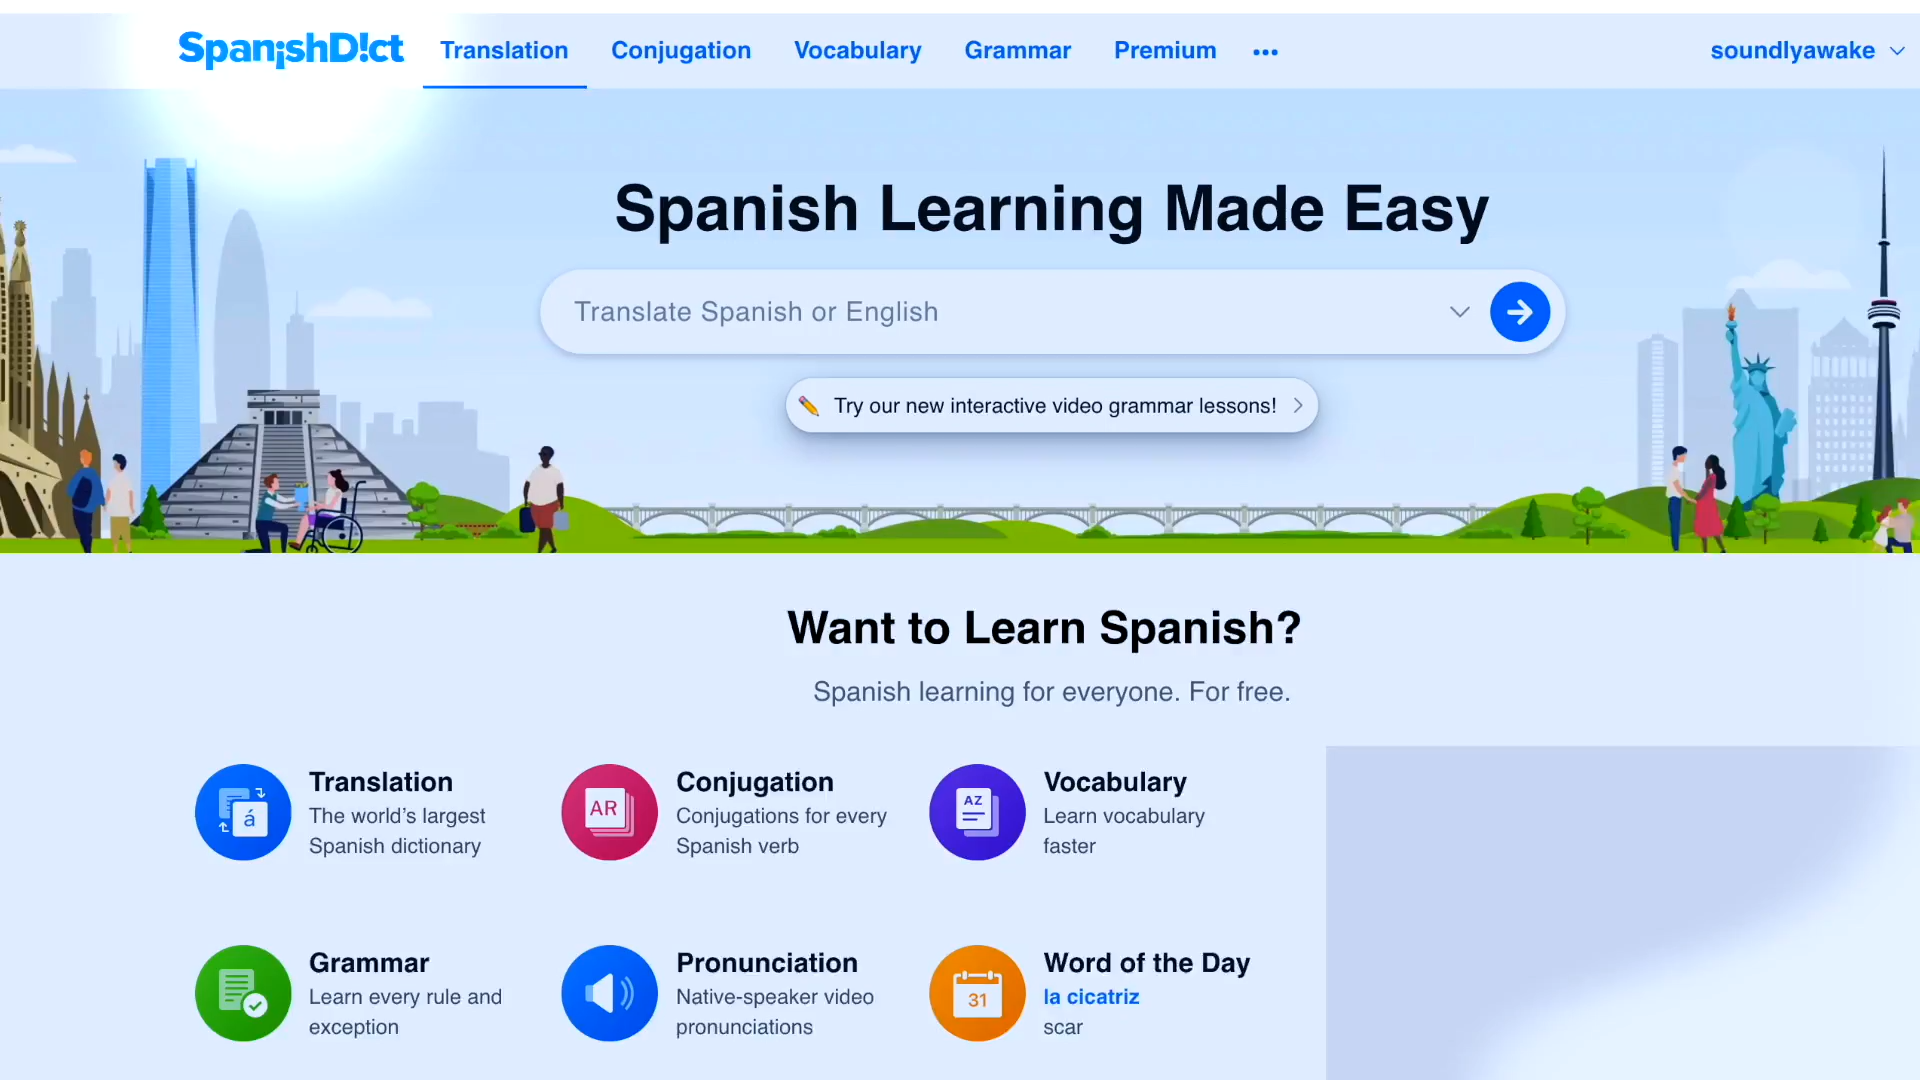 SpanishD!ct
Translation
Conjugation
Vocabulary
Grammar
Premium
soundlyawake
Spanish Learning Made Easy
Translate Spanish or English
Try our new interactive video grammar lessons!
Want to Learn Spanish?
Spanish learning for everyone. For free.
á
Translation
The world’s largest
Spanish dictionary
AR
Conjugation
Conjugations for every
Spanish verb
AZ
Vocabulary
Learn vocabulary
faster
Grammar
Learn every rule and
exception
Pronunciation
Native-speaker video
pronunciations
31
Word of the Day
la cicatriz
scar